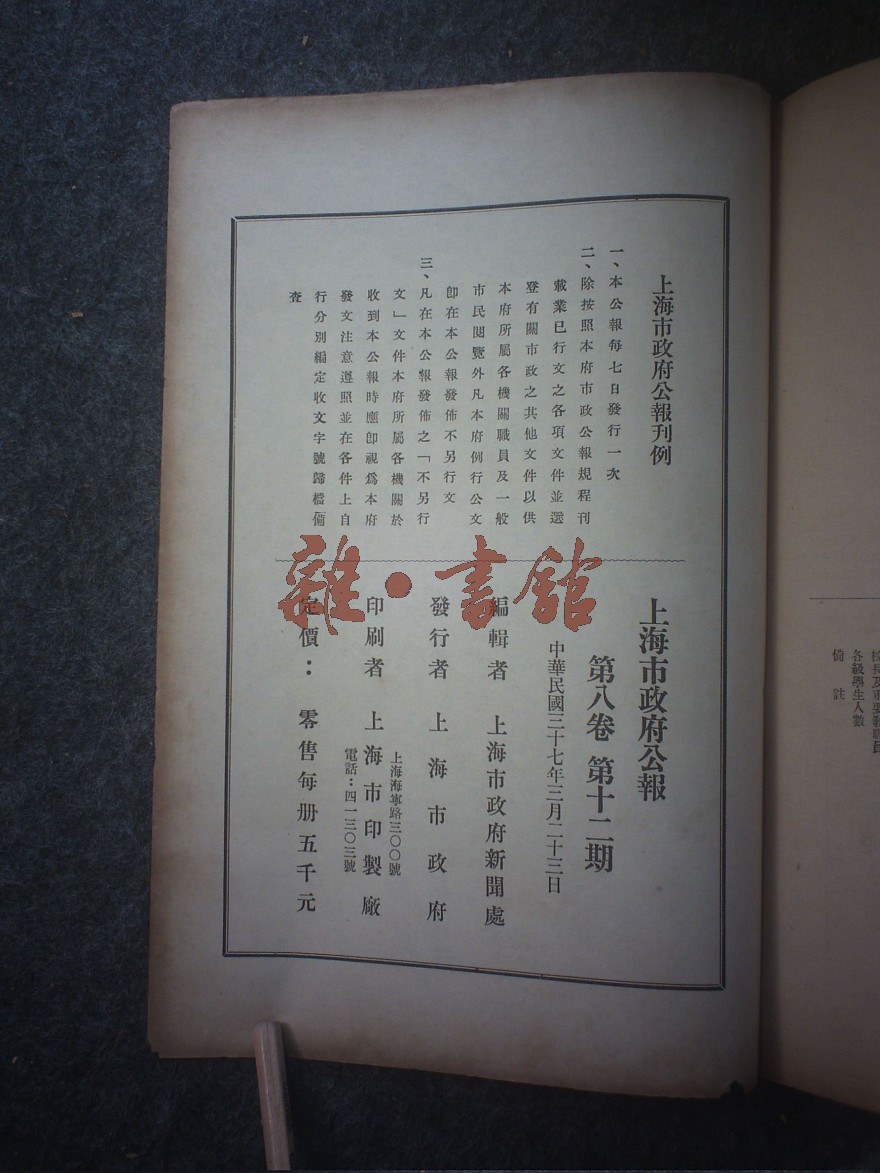 上海市政府公報刊例
一、本公報每七日發行一次
二、除按照本府市政公報規程刊
載業已行文之各項文件並選
登有關市政之其他文件以供
本府所屬各機關職員及一般
市民閱覽外凡本府例行公文
卽在本公報發佈不另行文
三、凡在本公報發佈之「不另行
文」文件本府所屬各機關於
收到本公報時應卽視爲本府
發文注意遵照並在各件上自
行分別編定收文字號歸檔備
查
上海市政府公報
第八卷 第十二期
中華民國三十七年三月二十三日
編輯者 上海市政府新聞處
發行者 上海市政府
印刷者 上海市印製廠
上海海寧路三〇〇號
電話：四一三〇三號
定價： 零售每册五千元
雜·書館
各級學生人數
備註